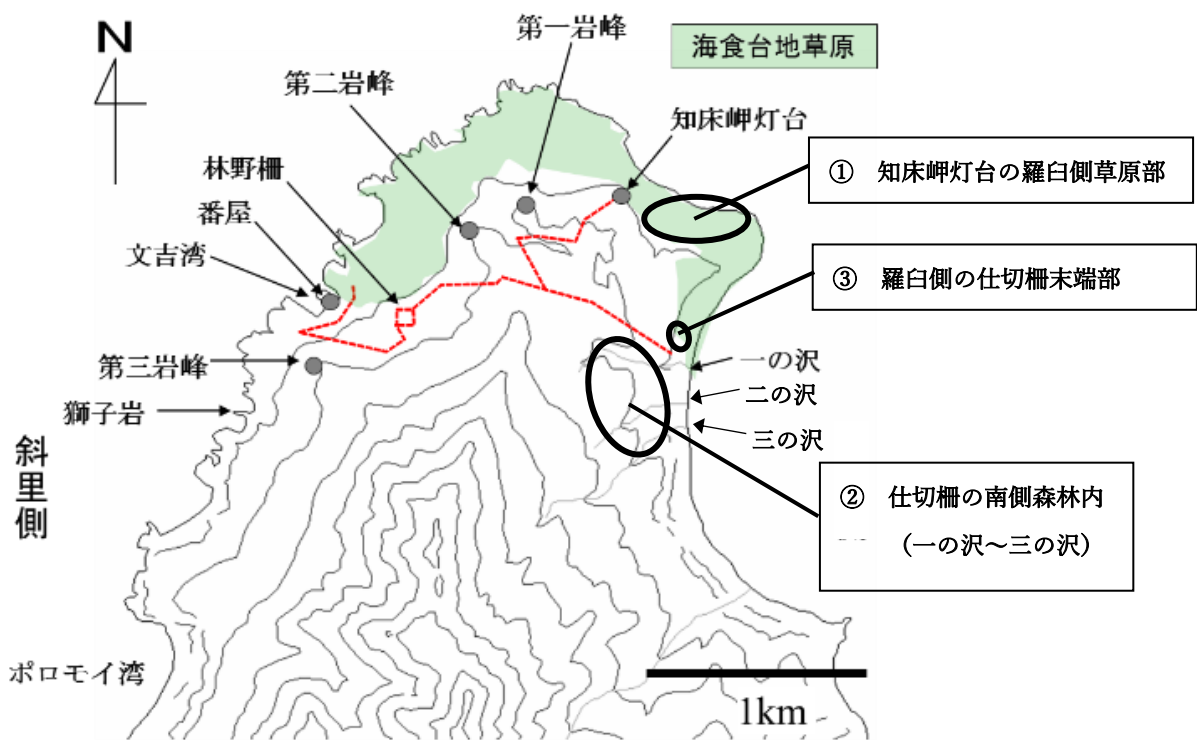 N
第一岩峰
海食台地草原
第二岩峰
知床岬灯台
林野柵
① 知床岬灯台の羅臼側草原部
番屋
文吉湾
③ 羅臼側の仕切柵末端部
第三岩峰
一の沢
二の沢
獅子岩
三の沢
斜里側
② 仕切柵の南側森林内
(一の沢~三の沢)
ポロモイ湾
1km